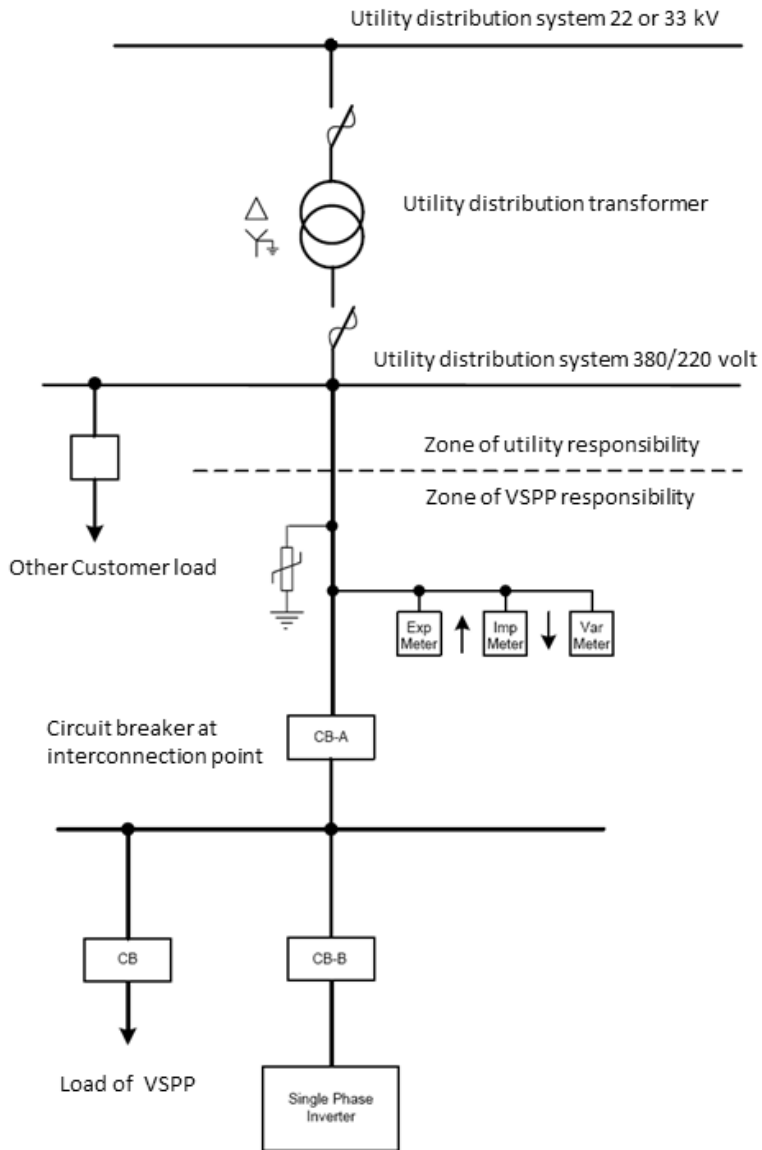 Utility distribution system 22 or 33 kV
Utility distribution transformer
Utility distribution system 380/220 volt
Zone of utility responsibility
Zone of VSPP responsibility
Other Customer load
Exp
Meter
Imp
Meter
Var
Meter
Circuit breaker at
interconnection point
CB-A
CB
CB-B
Load of VSPP
Single Phase
Inverter